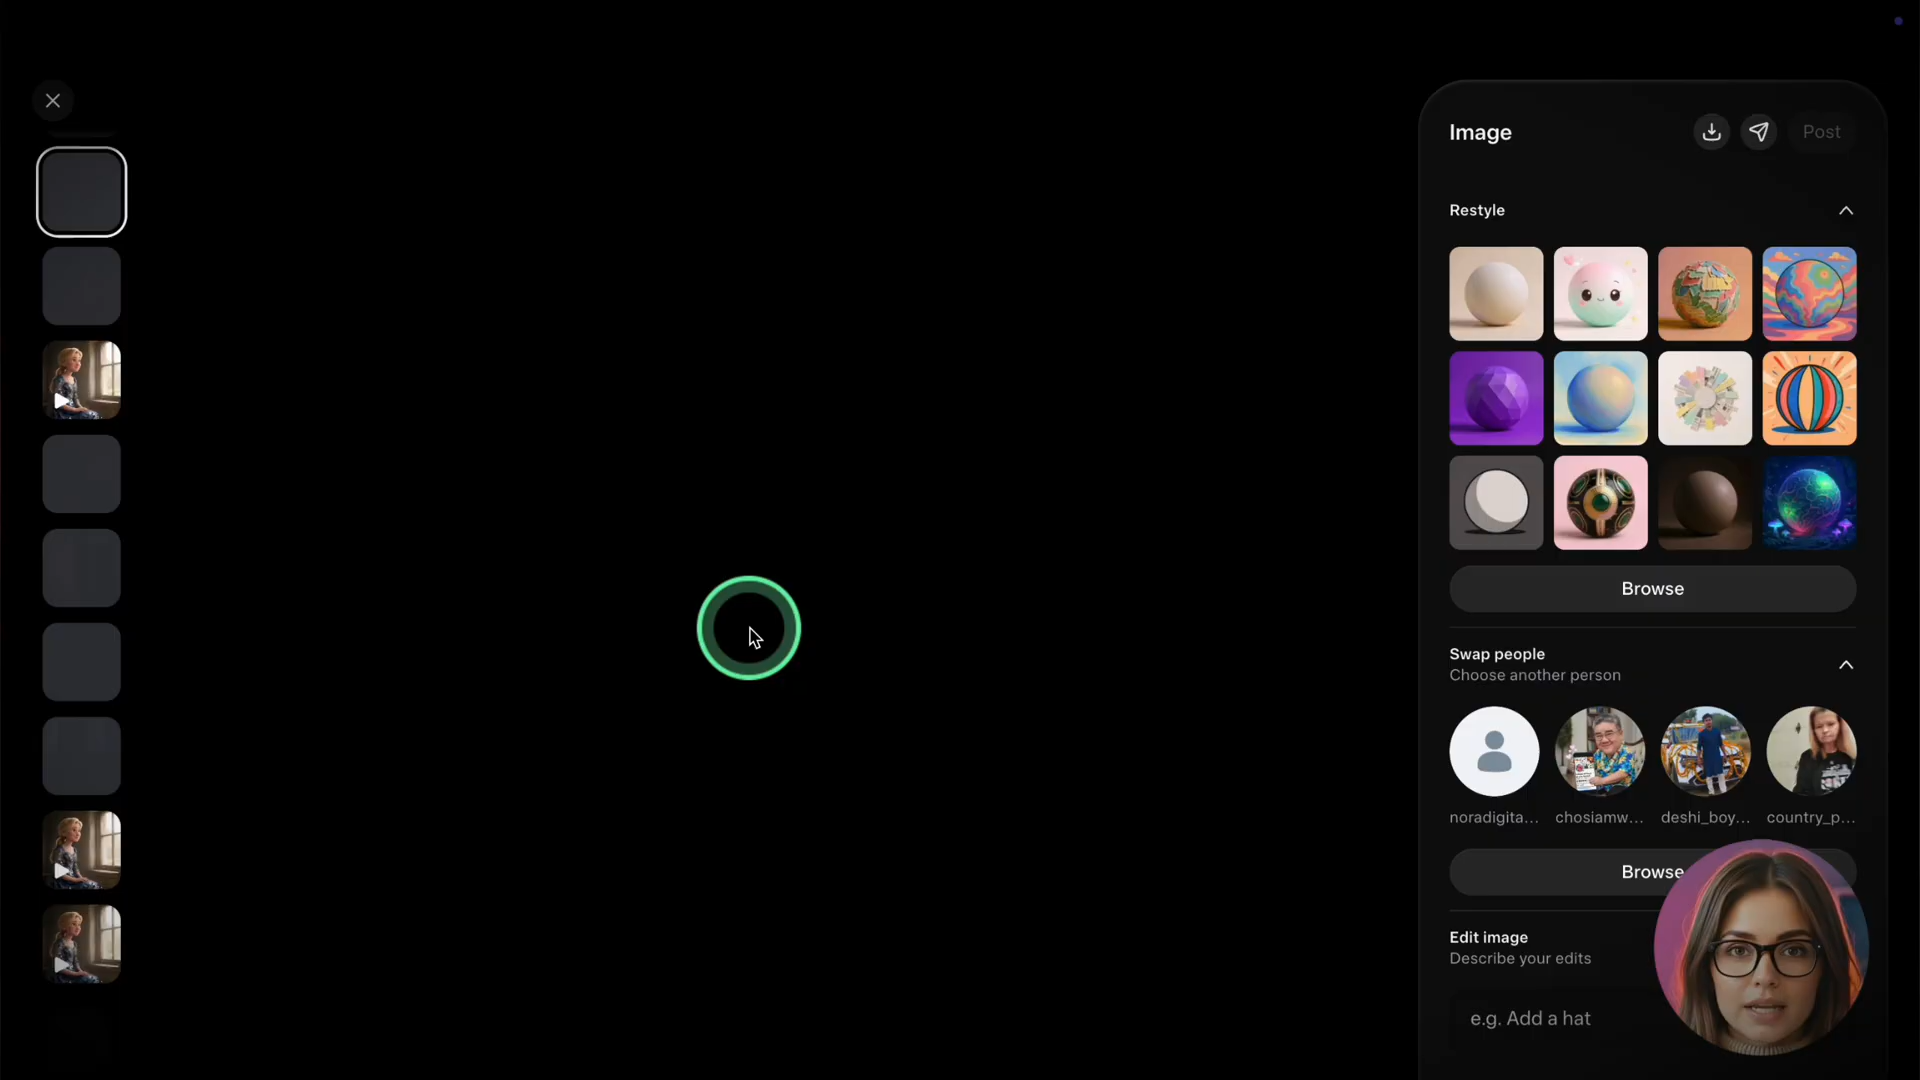 Image
Post
Restyle
Browse
Swap people
Choose another person
noradigita...
chosiamw...
deshi_boy...
country_p...
Browse
Edit image
Describe your edits
e.g. Add a hat